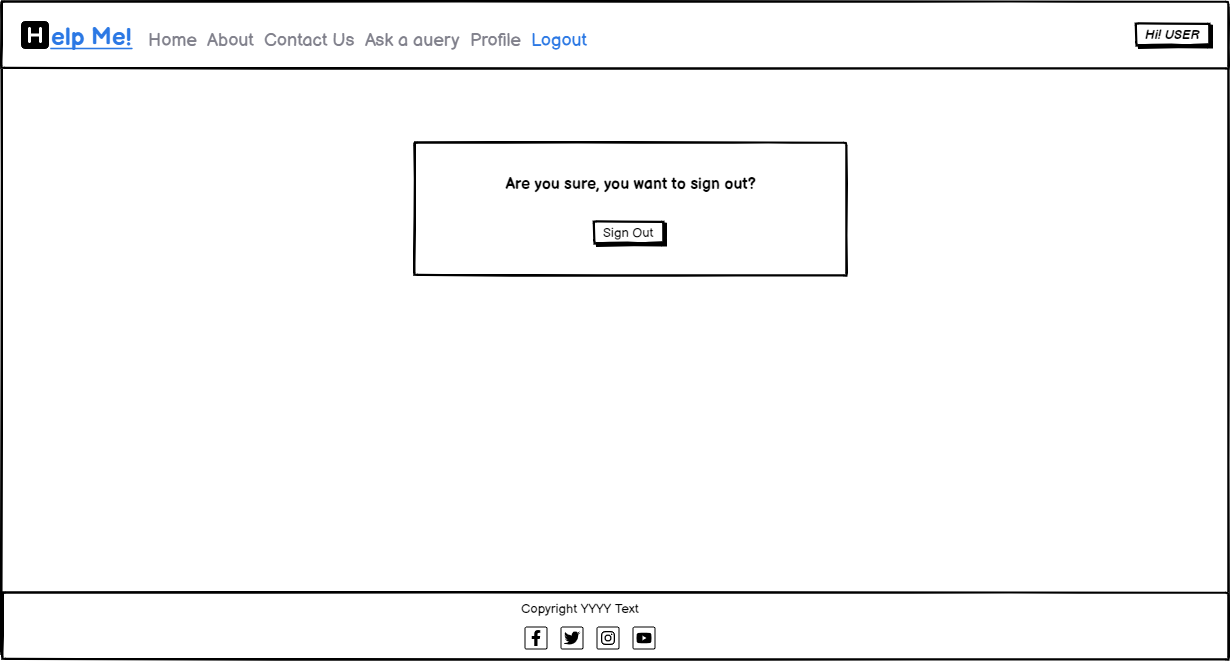 Help Me! Home About Contact Us Ask a auery Profile Logout Hi! USER
Are you sure, you want to sign out?
Sign Out
Copyright YYYY Text